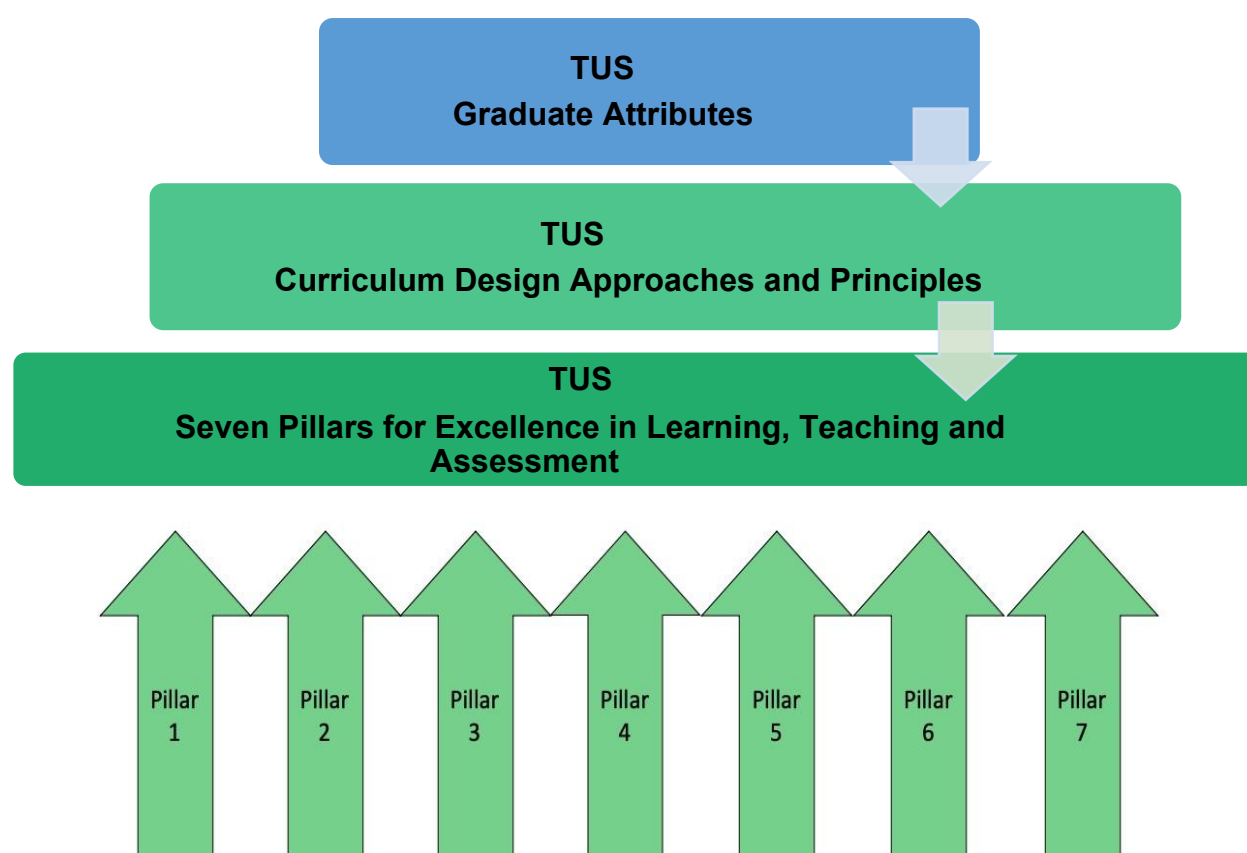 TUS
Graduate Attributes
TUS
Curriculum Design Approaches and Principles
TUS
Seven Pillars for Excellence in Learning, Teaching and
Assessment
Pillar
1
Pillar
2
Pillar
3
Pillar
4
Pillar
5
Pillar
6
Pillar
7